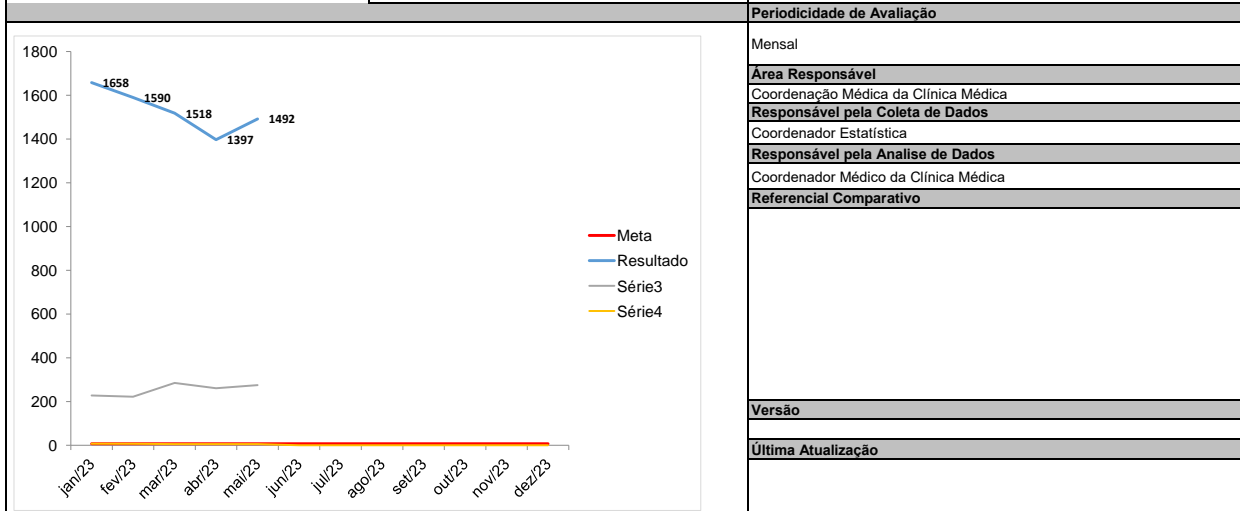 1800
1600
1400
1200
1000
800
600
400
200
0
1658
1590
1518
1397
1492
jan/23
fev/23
mar/23
abr/23
mai/23
jun/23
jul/23
ago/23
set/23
out/23
nov/23
dez/23
Meta
Resultado
Série3
Série4
Periodicidade de Avaliação
Mensal
Área Responsável
Coordenação Médica da Clínica Médica
Responsável pela Coleta de Dados
Coordenador Estatística
Responsável pela Analise de Dados
Coordenador Médico da Clínica Médica
Referencial Comparativo
Versão
Última Atualização